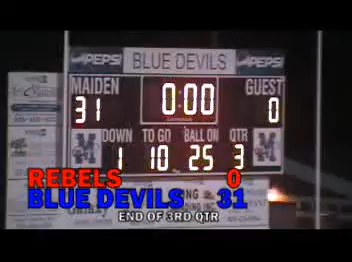 PEPSI BLUE DEVILS PEPSI
MAIDEN 0:00 GUEST
31 0
DOWN TO GO BALL ON QTR
1 10 25 3
REBELS 0
BLUE DEVILS 31
END OF 3RD QTR